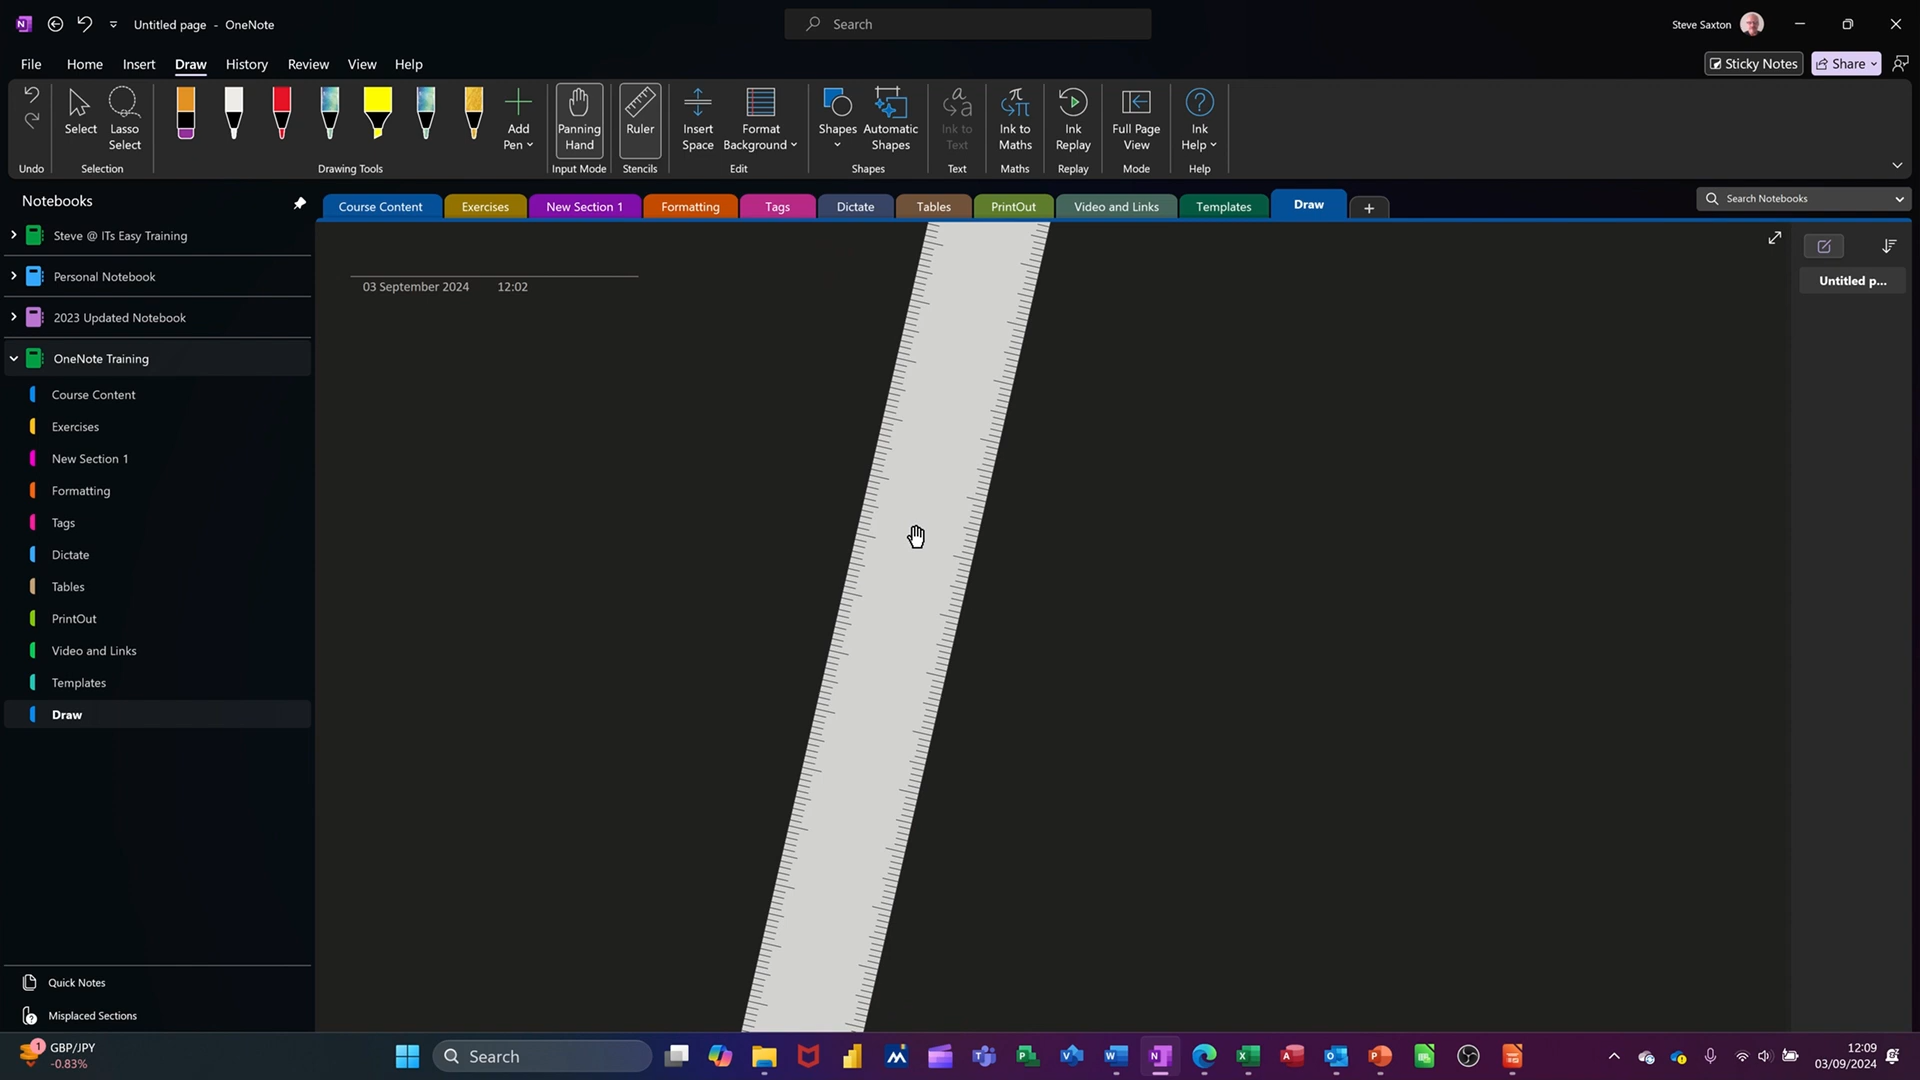 Untitled page - OneNote
Search
Steve Saxton
File Home Insert Draw History Review View Help
Sticky Notes
Share
Select
Lasso
Select
Add
Pen
Panning
Hand
Ruler
Insert
Space
Format
Background
Shapes
Automatic
Shapes
Ink to
Text
Ink to
Maths
Ink
Replay
Full Page
View
Ink
Help
Undo
Selection
Drawing Tools
Input Mode
Stencils
Edit
Shapes
Text
Maths
Replay
Mode
Help
Notebooks
Course Content
Exercises
New Section 1
Formatting
Tags
Dictate
Tables
PrintOut
Video and Links
Templates
Draw
Search Notebooks
Steve @ ITs Easy Training
Personal Notebook
2023 Updated Notebook
OneNote Training
Course Content
Exercises
New Section 1
Formatting
Tags
Dictate
Tables
PrintOut
Video and Links
Templates
Draw
Quick Notes
Misplaced Sections
03 September 2024 12:02
Untitled p...
1
GBP/JPY
-0.83%
Search
12:09
03/09/2024